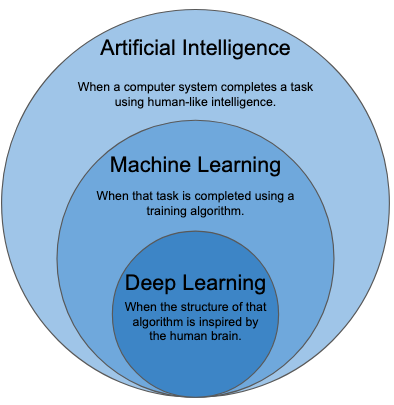 Artificial Intelligence
When a computer system completes a task
using human-like intelligence.
Machine Learning
When that task is completed using a
training algorithm.
Deep Learning
When the structure of that
algorithm is inspired by
the human brain.